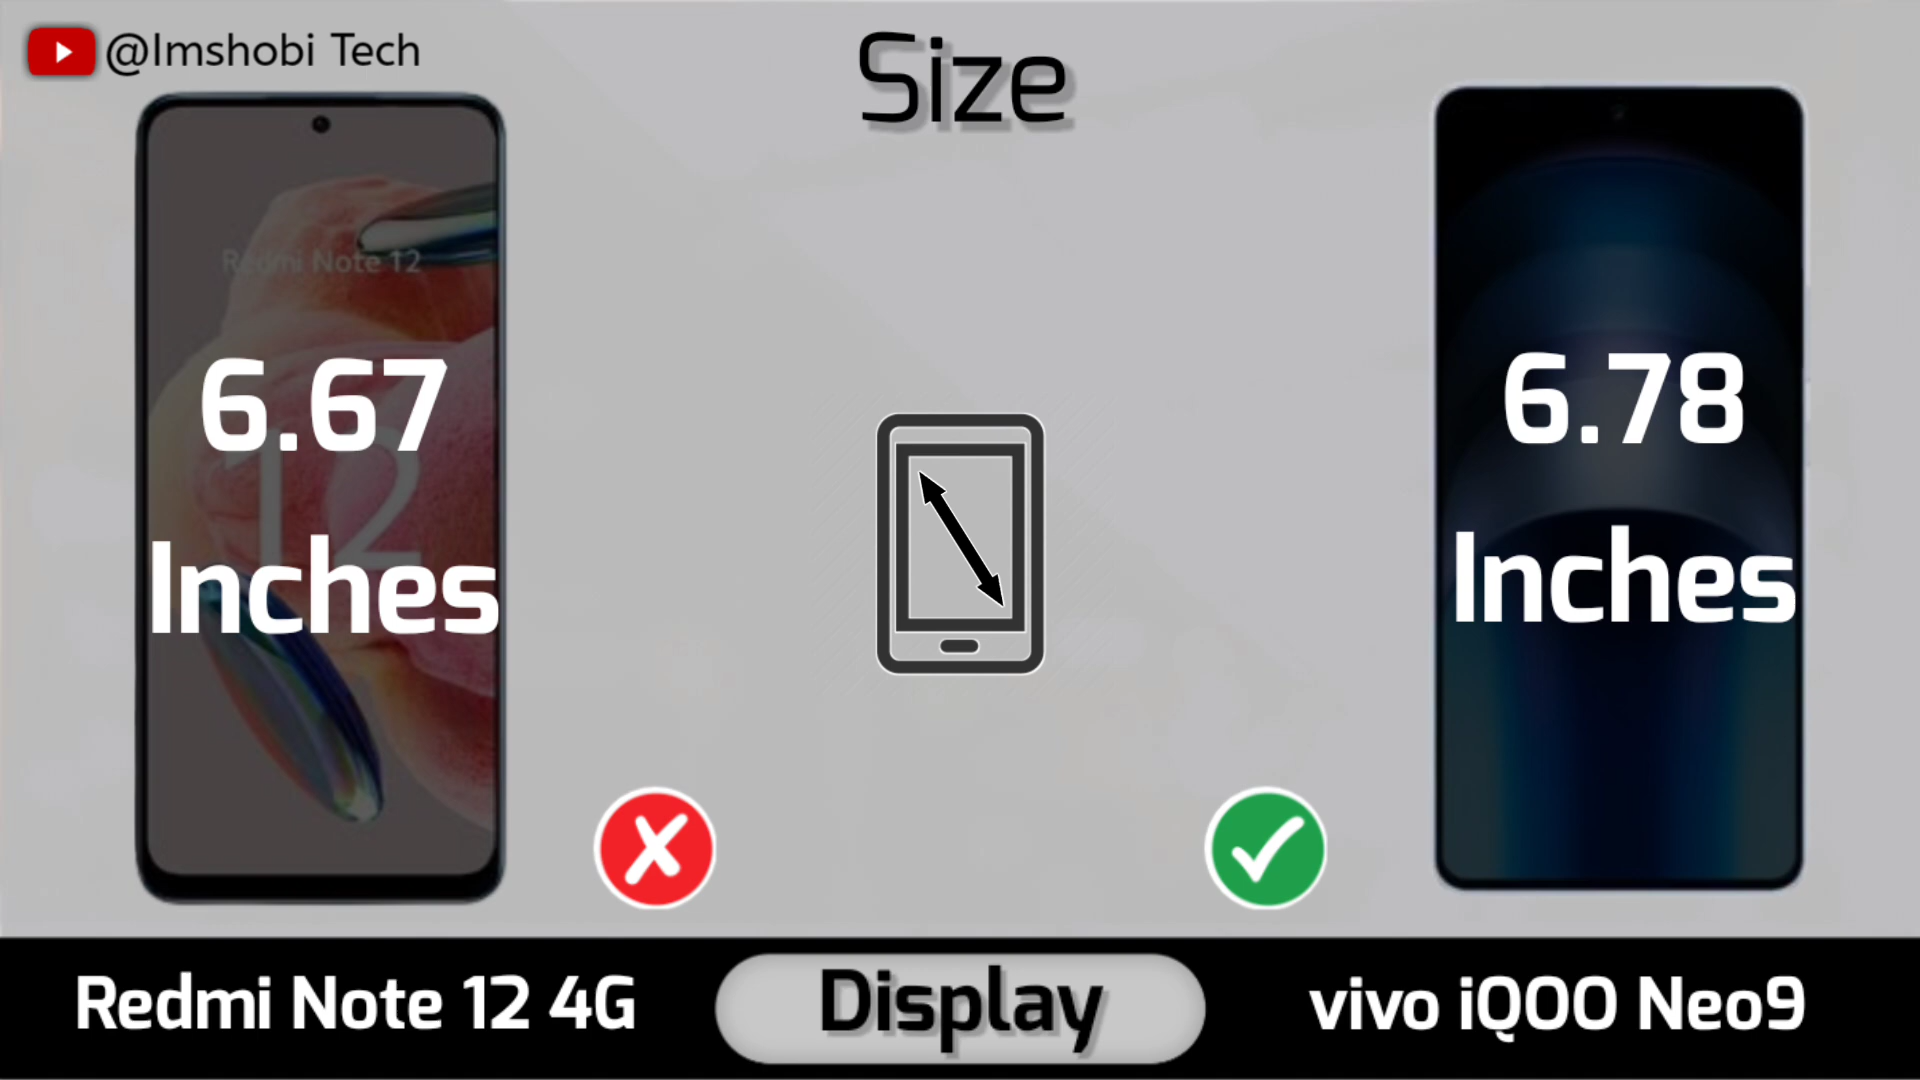 @Imshobi Tech
Size
Redmi Note 12
12
6.67
Inches
6.78
Inches
Redmi Note 12 4G
Display
vivo iQOO Neo9